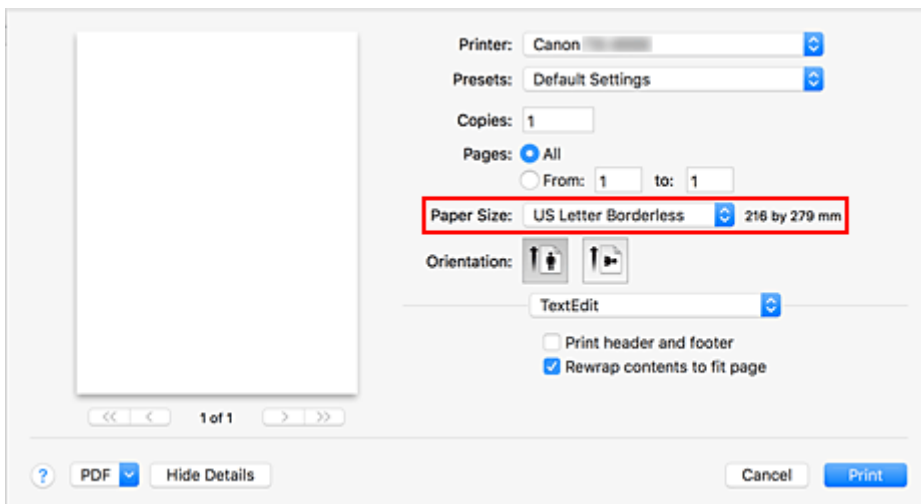 Printer: Canon
Presets: Default Settings
Copies: 1
Pages: All
From: 1 to: 1
Paper Size: US Letter Borderless 216 by 279 mm
Orientation:
TextEdit
Print header and footer
Rewrap contents to fit page
<< < 1 of 1 > >>
? PDF Hide Details Cancel Print